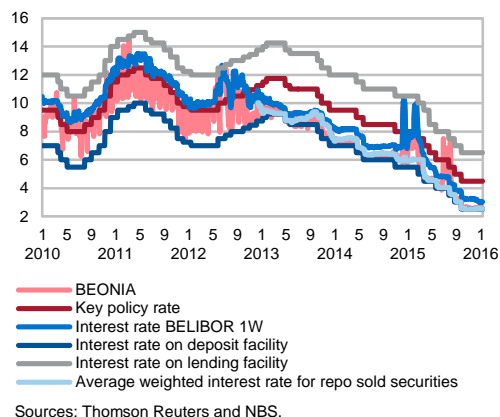 16
14
12
10
8
6
4
2
1 5 9 1 5 9 1 5 9 1 5 9 1 5 9 1 5 9 1
2010 2011 2012 2013 2014 2015 2016
BEONIA
Key policy rate
Interest rate BELIBOR 1W
Interest rate on deposit facility
Interest rate on lending facility
Average weighted interest rate for repo sold securities
Sources: Thomson Reuters and NBS.